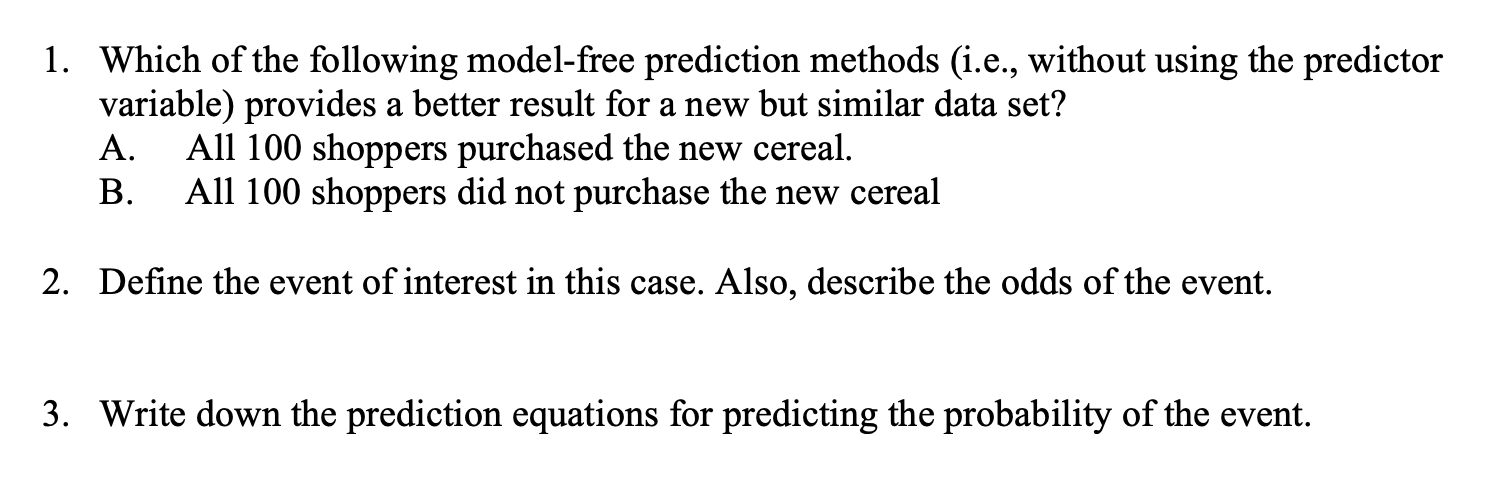 1. Which of the following model-free prediction methods (i.e., without using the predictor
variable) provides a better result for a new but similar data set?
A. All 100 shoppers purchased the new cereal.
B. All 100 shoppers did not purchase the new cereal
2. Define the event of interest in this case. Also, describe the odds of the event.
3. Write down the prediction equations for predicting the probability of the event.